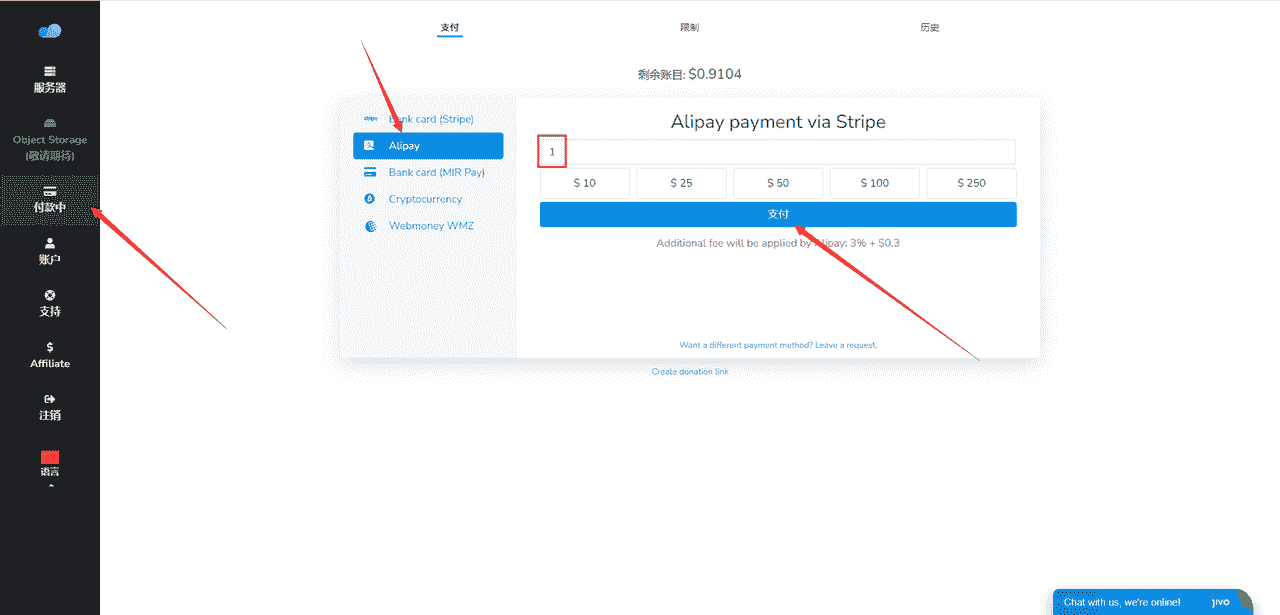 服务器
Object Storage
(敬请期待)
付款中
账户
支持
Affiliate
注销
语言
支付
限制
历史
剩余账目: $0.9104
stripe
Bank card (Stripe)
Alipay
Bank card (MIR Pay)
Cryptocurrency
Webmoney WMZ
Alipay payment via Stripe
1
$ 10
$ 25
$ 50
$ 100
$ 250
支付
Additional fee will be applied by Alipay: 3% + $0.3
Want a different payment method? Leave a request.
Create donation link
Chat with us, we're online!
jivo